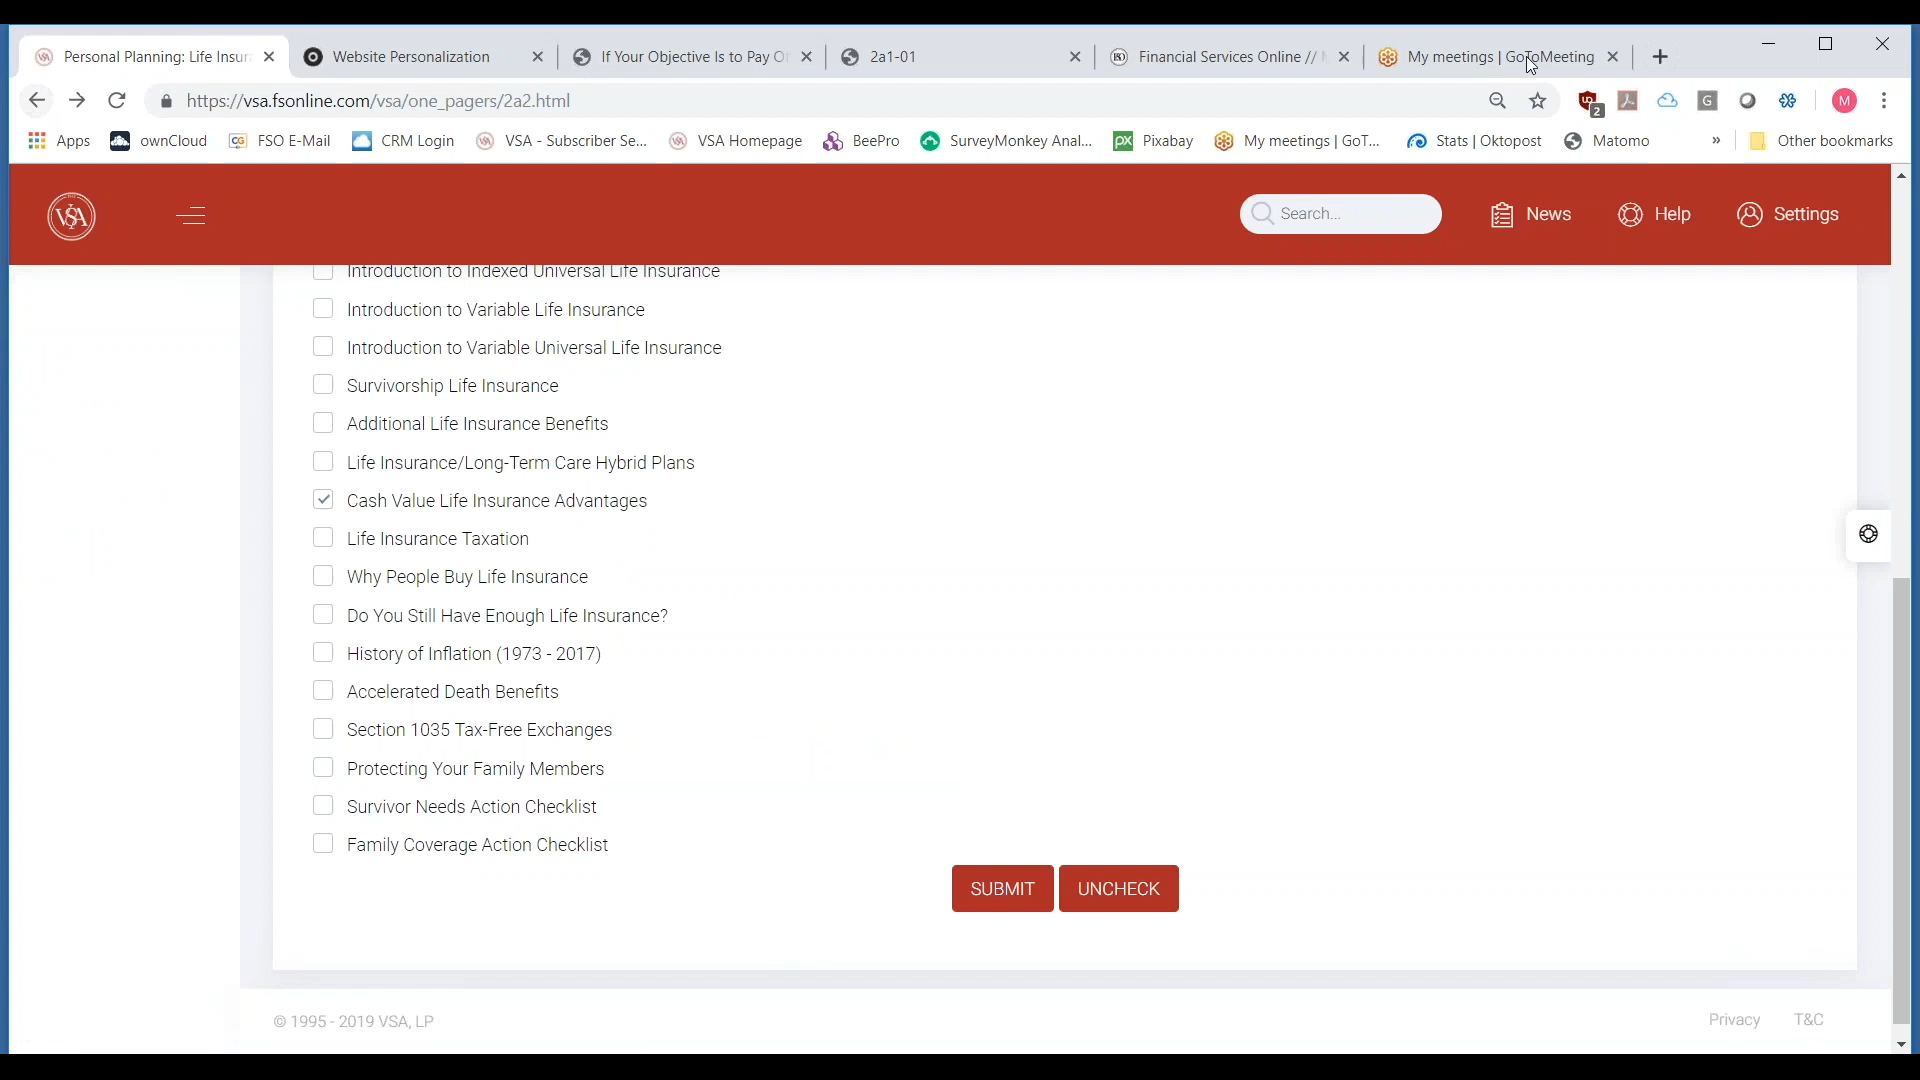 Personal Planning: Life Insur
Website Personalization
If Your Objective Is to Pay O
2a1-01
Financial Services Online //
My meetings | GoToMeeting
https://vsa.fsonline.com/vsa/one_pagers/2a2.html
2
G
M
Apps
ownCloud
CG
FSO E-Mail
CRM Login
VSA - Subscriber Se...
VSA Homepage
BeePro
SurveyMonkey Anal...
px
Pixabay
My meetings | GoT...
Stats | Oktopost
Matomo
»
Other bookmarks
VSA
Search...
News
Help
Settings
Introduction to Indexed Universal Life Insurance
Introduction to Variable Life Insurance
Introduction to Variable Universal Life Insurance
Survivorship Life Insurance
Additional Life Insurance Benefits
Life Insurance/Long-Term Care Hybrid Plans
Cash Value Life Insurance Advantages
Life Insurance Taxation
Why People Buy Life Insurance
Do You Still Have Enough Life Insurance?
History of Inflation (1973 - 2017)
Accelerated Death Benefits
Section 1035 Tax-Free Exchanges
Protecting Your Family Members
Survivor Needs Action Checklist
Family Coverage Action Checklist
SUBMIT
UNCHECK
© 1995 - 2019 VSA, LP
Privacy
T&C